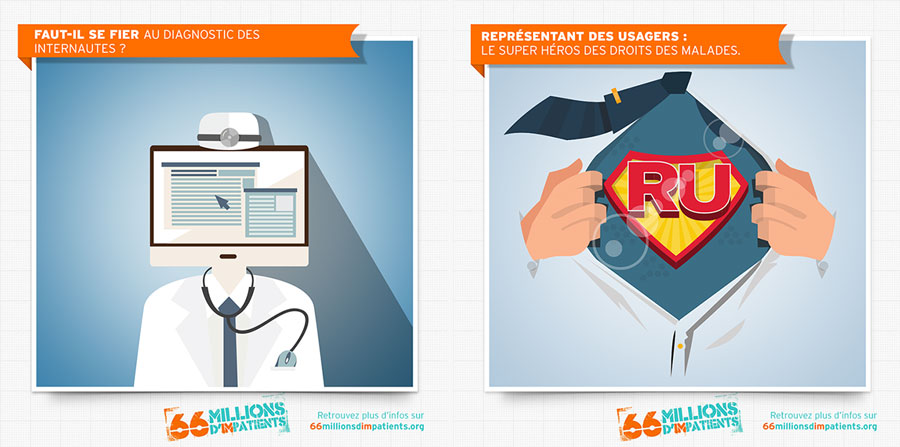 FAUT-IL SE FIER AU DIAGNOSTIC DES
INTERNAUTES ?
66 MILLIONS
D'IMPATIENTS
Retrouvez plus d'infos sur
66millionsdimpatients.org
REPRÉSENTANT DES USAGERS :
LE SUPER HÉROS DES DROITS DES MALADES.
RU
66 MILLIONS
D'IMPATIENTS
Retrouvez plus d'infos sur
66millionsdimpatients.org